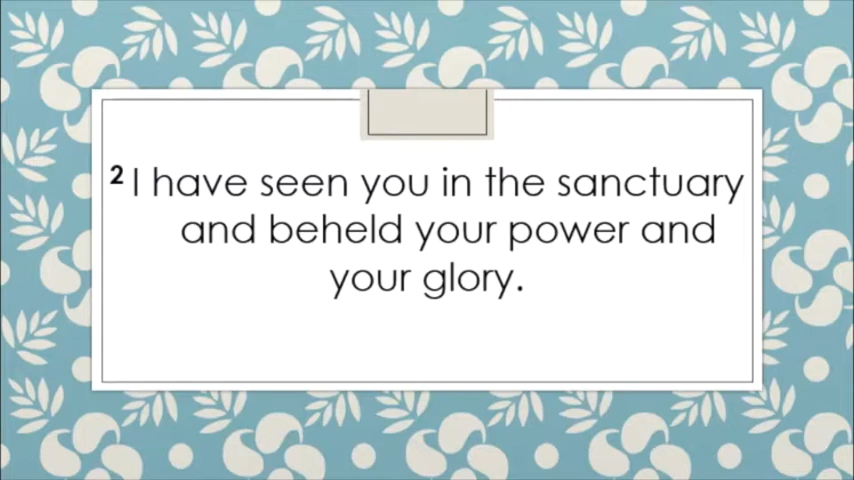 2 I have seen you in the sanctuary
and beheld your power and
your glory.